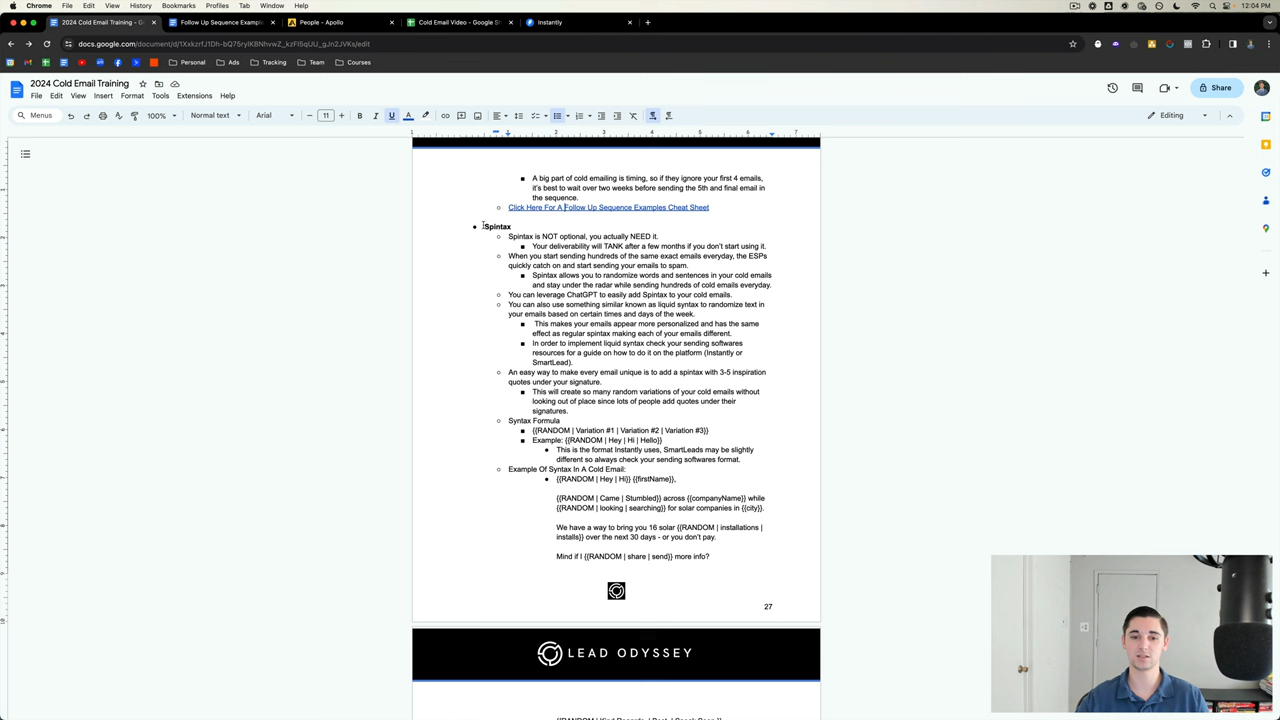 Chrome File Edit View History Bookmarks Profiles Tab Window Help 12:04 PM
2024 Cold Email Training - G
Follow Up Sequence Example
People - Apollo
Cold Email Video - Google Sh
Instantly
docs.google.com/document/d/1XxkzrfJ1Dh-bQ75rylKBNhvwZ_kzFl5qUU_gJn2JVKs/edit
Personal Ads Tracking Team Courses
2024 Cold Email Training
Share
File Edit View Insert Format Tools Extensions Help
Menus 100% Normal text Arial 11 B I U A Editing
1 1 2 3 4 5 6 7
■ A big part of cold emailing is timing, so if they ignore your first 4 emails,
it's best to wait over two weeks before sending the 5th and final email in
the sequence.
○ Click Here For A Follow Up Sequence Examples Cheat Sheet
● Spintax
○ Spintax is NOT optional, you actually NEED it.
■ Your deliverability will TANK after a few months if you don't start using it.
○ When you start sending hundreds of the same exact emails everyday, the ESPs
quickly catch on and start sending your emails to spam.
■ Spintax allows you to randomize words and sentences in your cold emails
and stay under the radar while sending hundreds of cold emails everyday.
○ You can leverage ChatGPT to easily add Spintax to your cold emails.
○ You can also use something similar known as liquid syntax to randomize text in
your emails based on certain times and days of the week.
■ This makes your emails appear more personalized and has the same
effect as regular spintax making each of your emails different.
■ In order to implement liquid syntax check your sending softwares
resources for a guide on how to do it on the platform (Instantly or
SmartLead).
○ An easy way to make every email unique is to add a spintax with 3-5 inspiration
quotes under your signature.
■ This will create so many random variations of your cold emails without
looking out of place since lots of people add quotes under their
signatures.
○ Syntax Formula
■ {{RANDOM | Variation #1 | Variation #2 | Variation #3}}
■ Example: {{RANDOM | Hey | Hi | Hello}}
● This is the format Instantly uses, SmartLeads may be slightly
different so always check your sending softwares format.
○ Example Of Syntax In A Cold Email:
● {{RANDOM | Hey | Hi}} {{firstName}},
{{RANDOM | Came | Stumbled}} across {{companyName}} while
{{RANDOM | looking | searching}} for solar companies in {{city}}.
We have a way to bring you 16 solar {{RANDOM | installations |
installs}} over the next 30 days - or you don't pay.
Mind if I {{RANDOM | share | send}} more info?
27
LEAD ODYSSEY